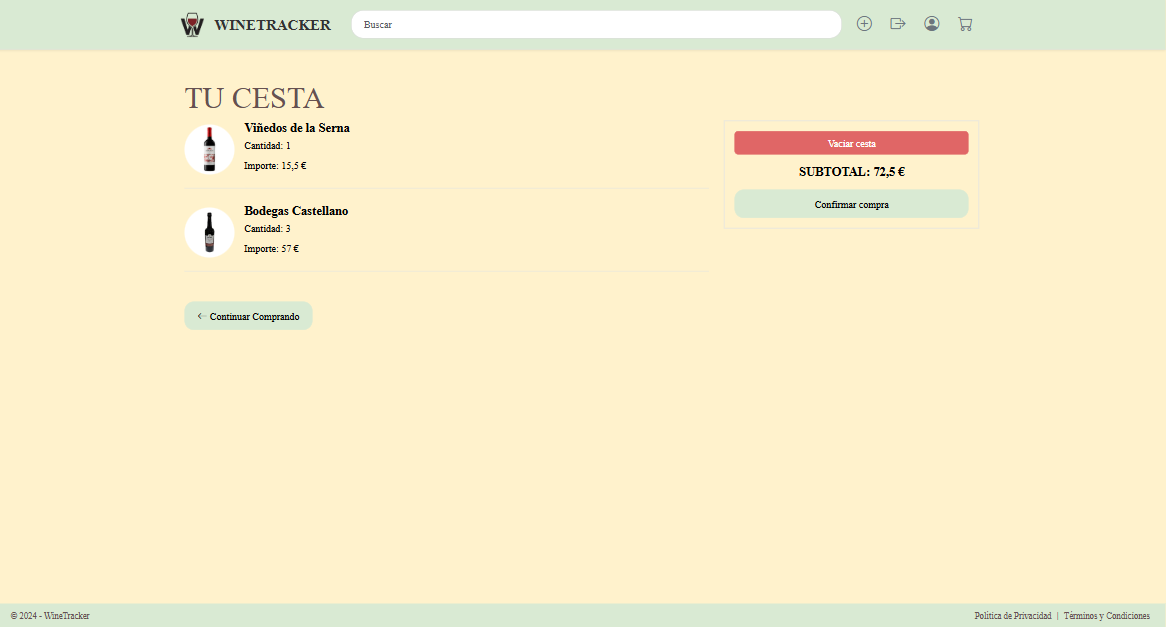 WINETRACKER
Buscar
TU CESTA
Viñedos de la Serna
Cantidad: 1
Importe: 15,5 €
Bodegas Castellano
Cantidad: 3
Importe: 57 €
← Continuar Comprando
Vaciar cesta
SUBTOTAL: 72,5 €
Confirmar compra
© 2024 - WineTracker
Política de Privacidad | Términos y Condiciones